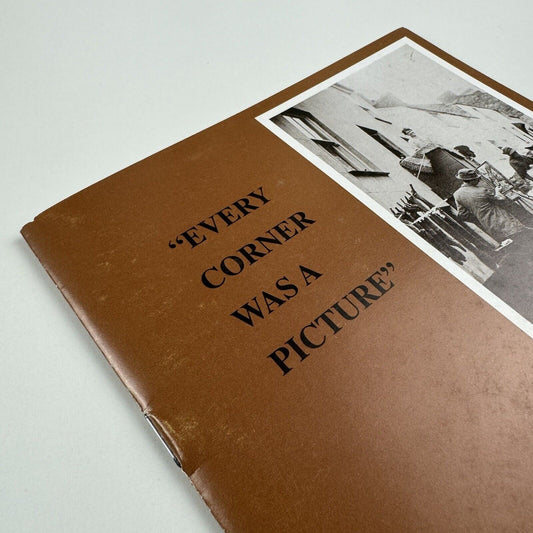 “EVERY
CORNER
WAS A
PICTURE”